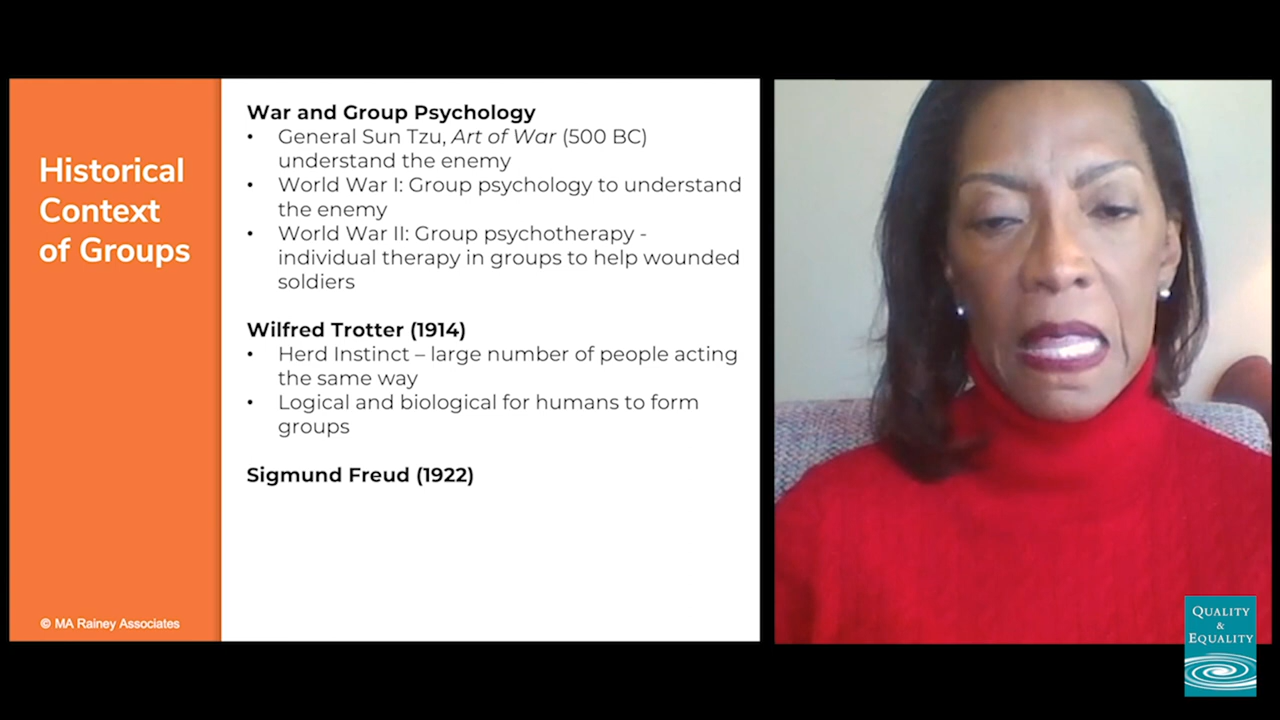 Historical
Context
of Groups
© MA Rainey Associates
War and Group Psychology
• General Sun Tzu, Art of War (500 BC)
understand the enemy
• World War I: Group psychology to understand
the enemy
• World War II: Group psychotherapy -
individual therapy in groups to help wounded
soldiers
Wilfred Trotter (1914)
• Herd Instinct – large number of people acting
the same way
• Logical and biological for humans to form
groups
Sigmund Freud (1922)
QUALITY
&
EQUALITY